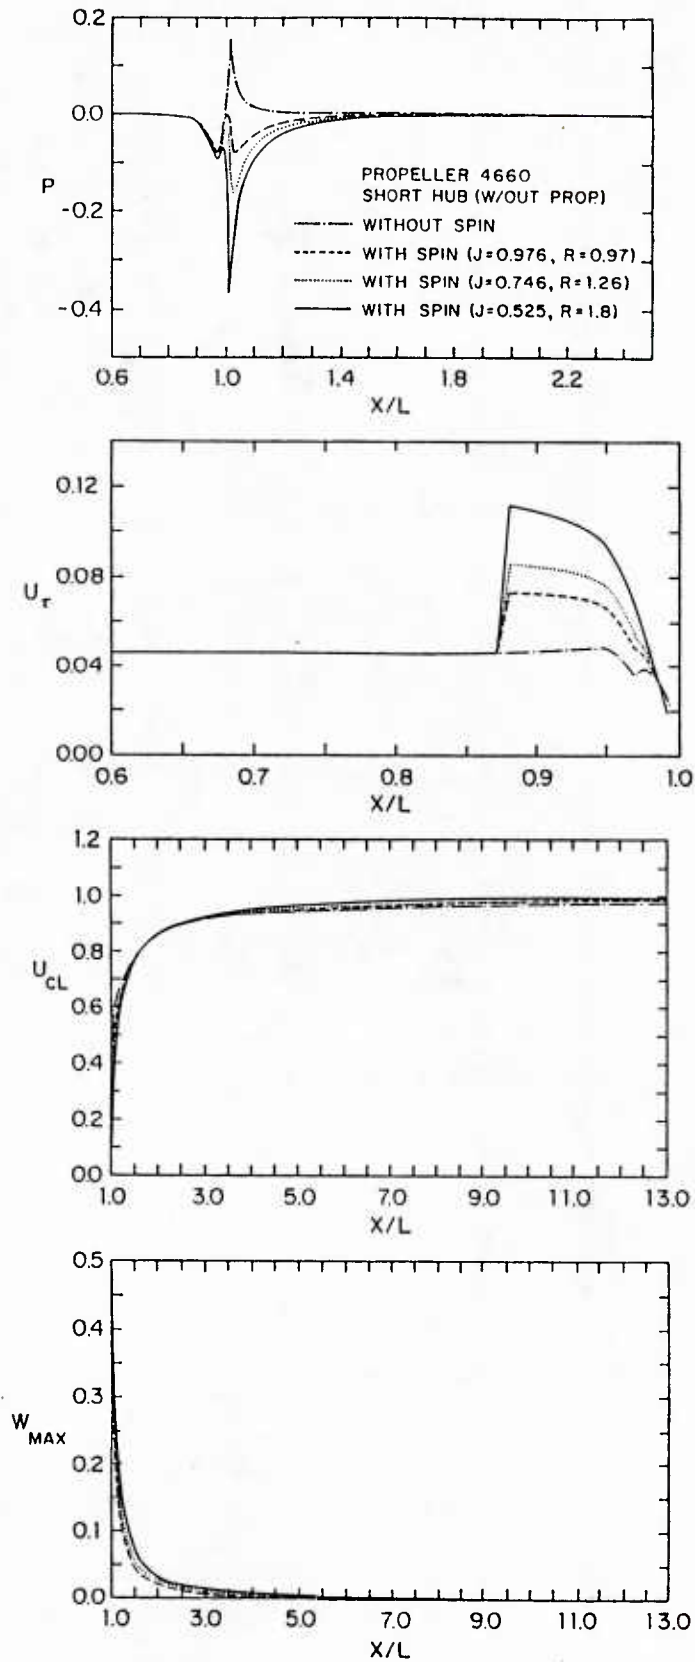 0.2
0.0
P
-0.2
-0.4
PROPELLER 4660
SHORT HUB (W/OUT PROP.)
WITHOUT SPIN
WITH SPIN (J=0.976, R=0.97)
WITH SPIN (J=0.746, R=1.26)
WITH SPIN (J=0.525, R=1.8)
0.6 1.0 1.4 1.8 2.2
X/L
0.12
0.08
Uτ
0.04
0.00
0.6 0.7 0.8 0.9 1.0
X/L
1.2
1.0
0.8
UCL
0.6
0.4
0.2
0.0
1.0 3.0 5.0 7.0 9.0 11.0 13.0
X/L
0.5
0.4
0.3
WMAX
0.2
0.1
0.0
1.0 3.0 5.0 7.0 9.0 11.0 13.0
X/L